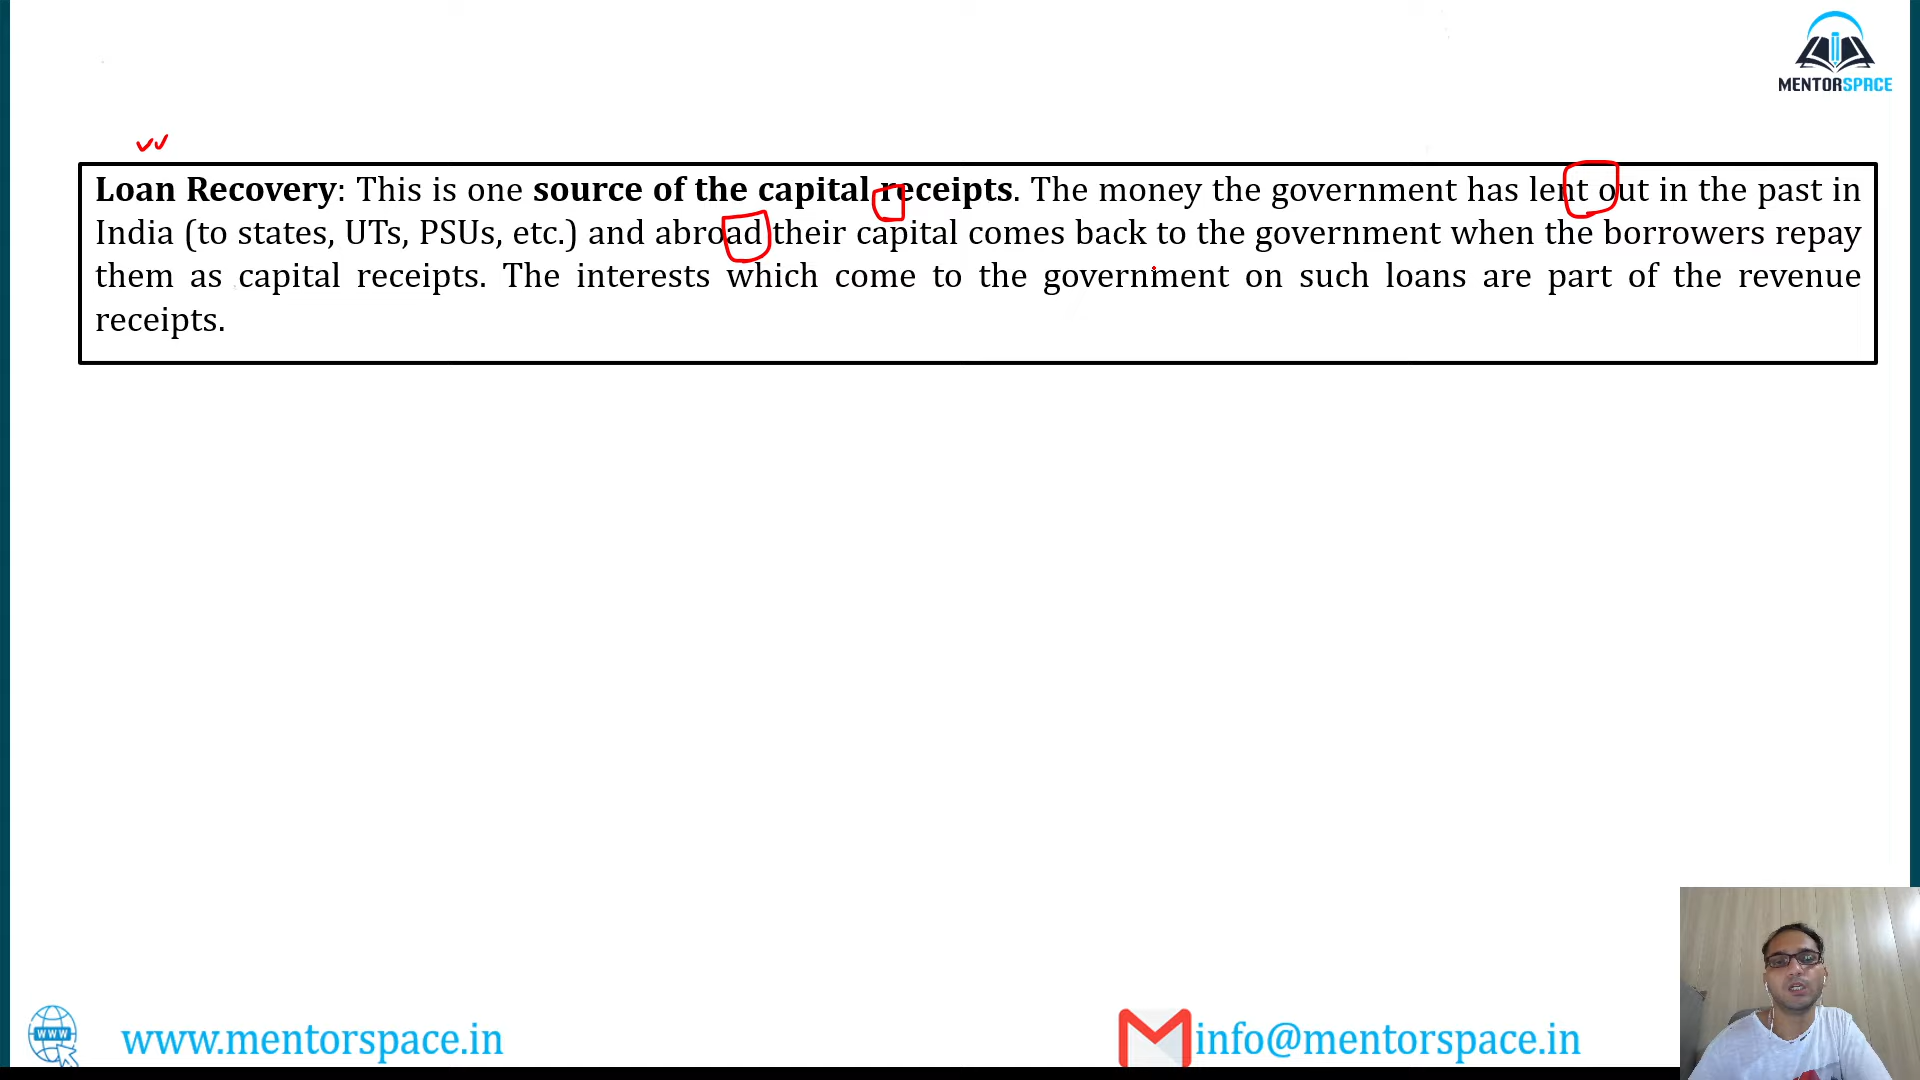 MENTORSPACE
Loan Recovery: This is one source of the capital receipts. The money the government has lent out in the past in
India (to states, UTs, PSUs, etc.) and abroad their capital comes back to the government when the borrowers repay
them as capital receipts. The interests which come to the government on such loans are part of the revenue
receipts.
WWW
www.mentorspace.in
info@mentorspace.in